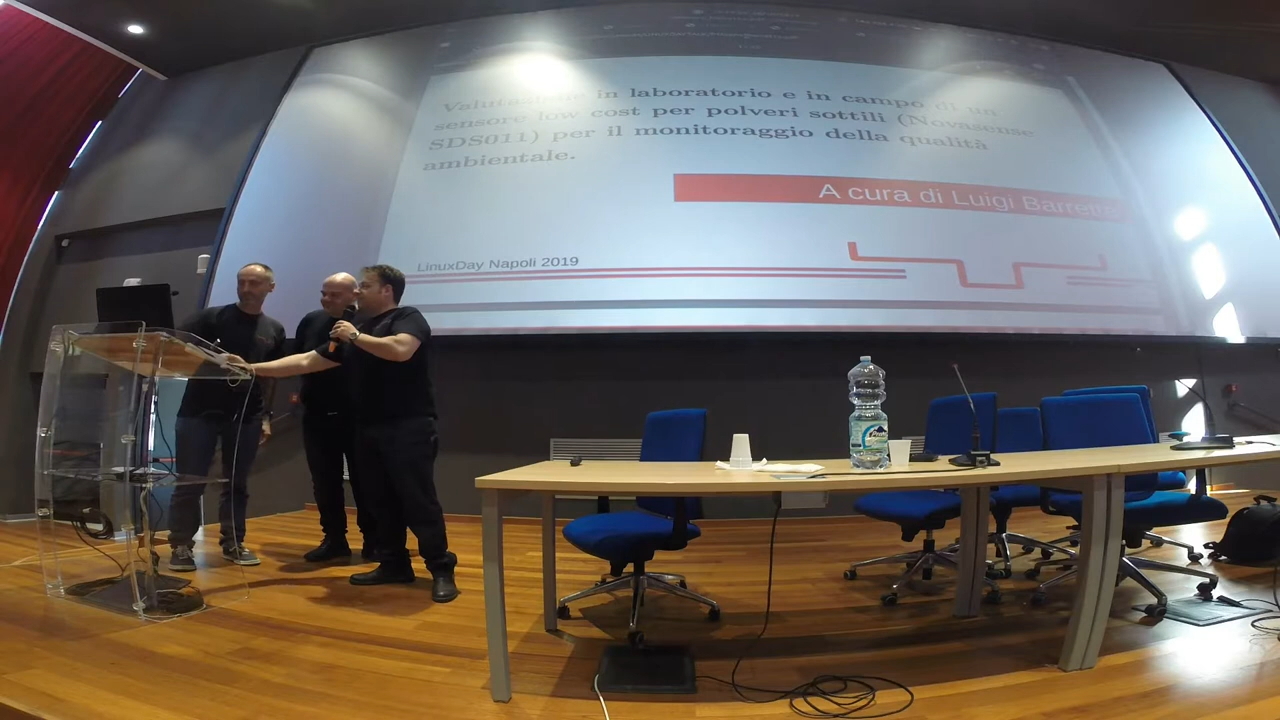 Valutazione in laboratorio e in campo di un
sensore low cost per polveri sottili (Novasense
SDS011) per il monitoraggio della qualità
ambientale.
A cura di Luigi Barretta
LinuxDay Napoli 2019